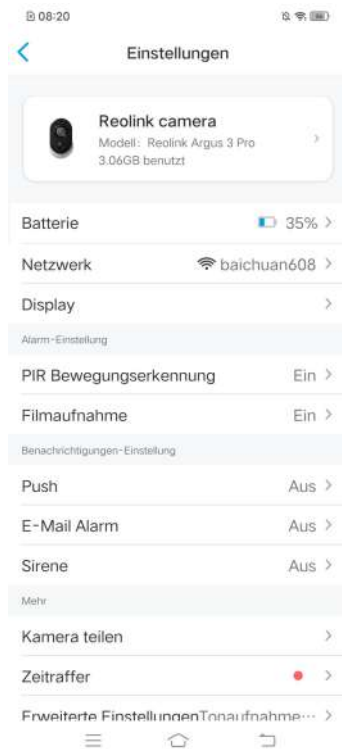 08:20
Einstellungen
Reolink camera
Modell: Reolink Argus 3 Pro
3.06GB benutzt
Batterie 35%
Netzwerk baichuan608
Display
Alarm-Einstellung
PIR Bewegungserkennung Ein
Filmaufnahme Ein
Benachrichtigungen-Einstellung
Push Aus
E-Mail Alarm Aus
Sirene Aus
Mehr
Kamera teilen
Zeitraffer
Erweiterte Einstellungen Tonaufnahme···